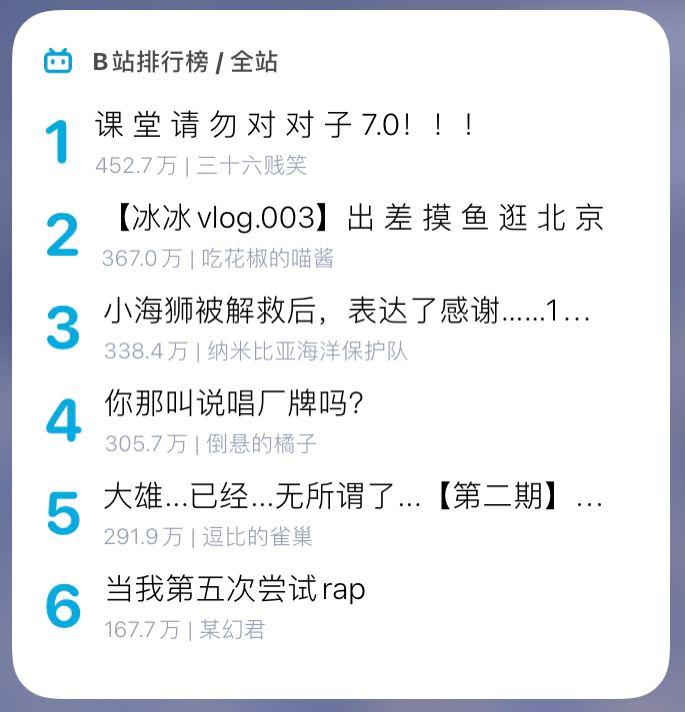 B站排行榜 / 全站
1
课 堂 请 勿 对 对 子 7.0！！！
452.7万 | 三十六贱笑
2
【冰冰vlog.003】出 差 摸 鱼 逛 北 京
367.0万 | 吃花椒的喵酱
3
小海狮被解救后，表达了感谢……1…
338.4万 | 纳米比亚海洋保护队
4
你那叫说唱厂牌吗？
305.7万 | 倒悬的橘子
5
大雄…已经…无所谓了…【第二期】…
291.9万 | 逗比的雀巢
6
当我第五次尝试rap
167.7万 | 某幻君